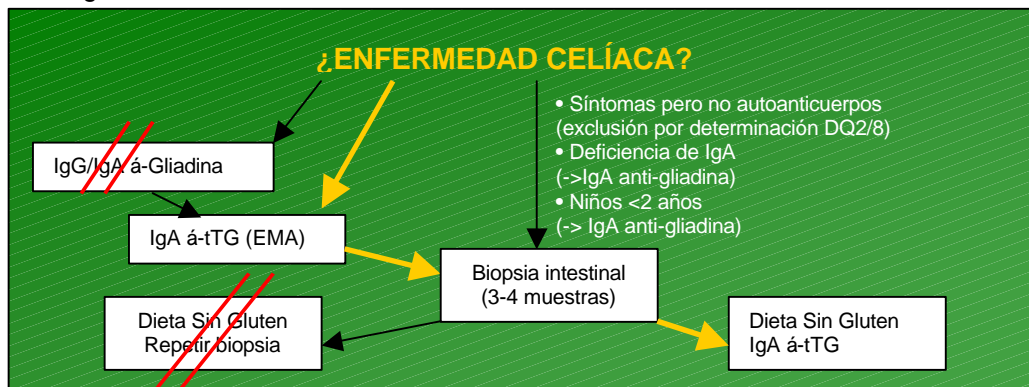 ¿ENFERMEDAD CELÍACA?
• Síntomas pero no autoanticuerpos
(exclusión por determinación DQ2/8)
• Deficiencia de IgA
(->IgA anti-gliadina)
• Niños <2 años
(-> IgA anti-gliadina)
IgG/IgA á-Gliadina
IgA á-tTG (EMA)
Biopsia intestinal
(3-4 muestras)
Dieta Sin Gluten
Repetir biopsia
Dieta Sin Gluten
IgA á-tTG